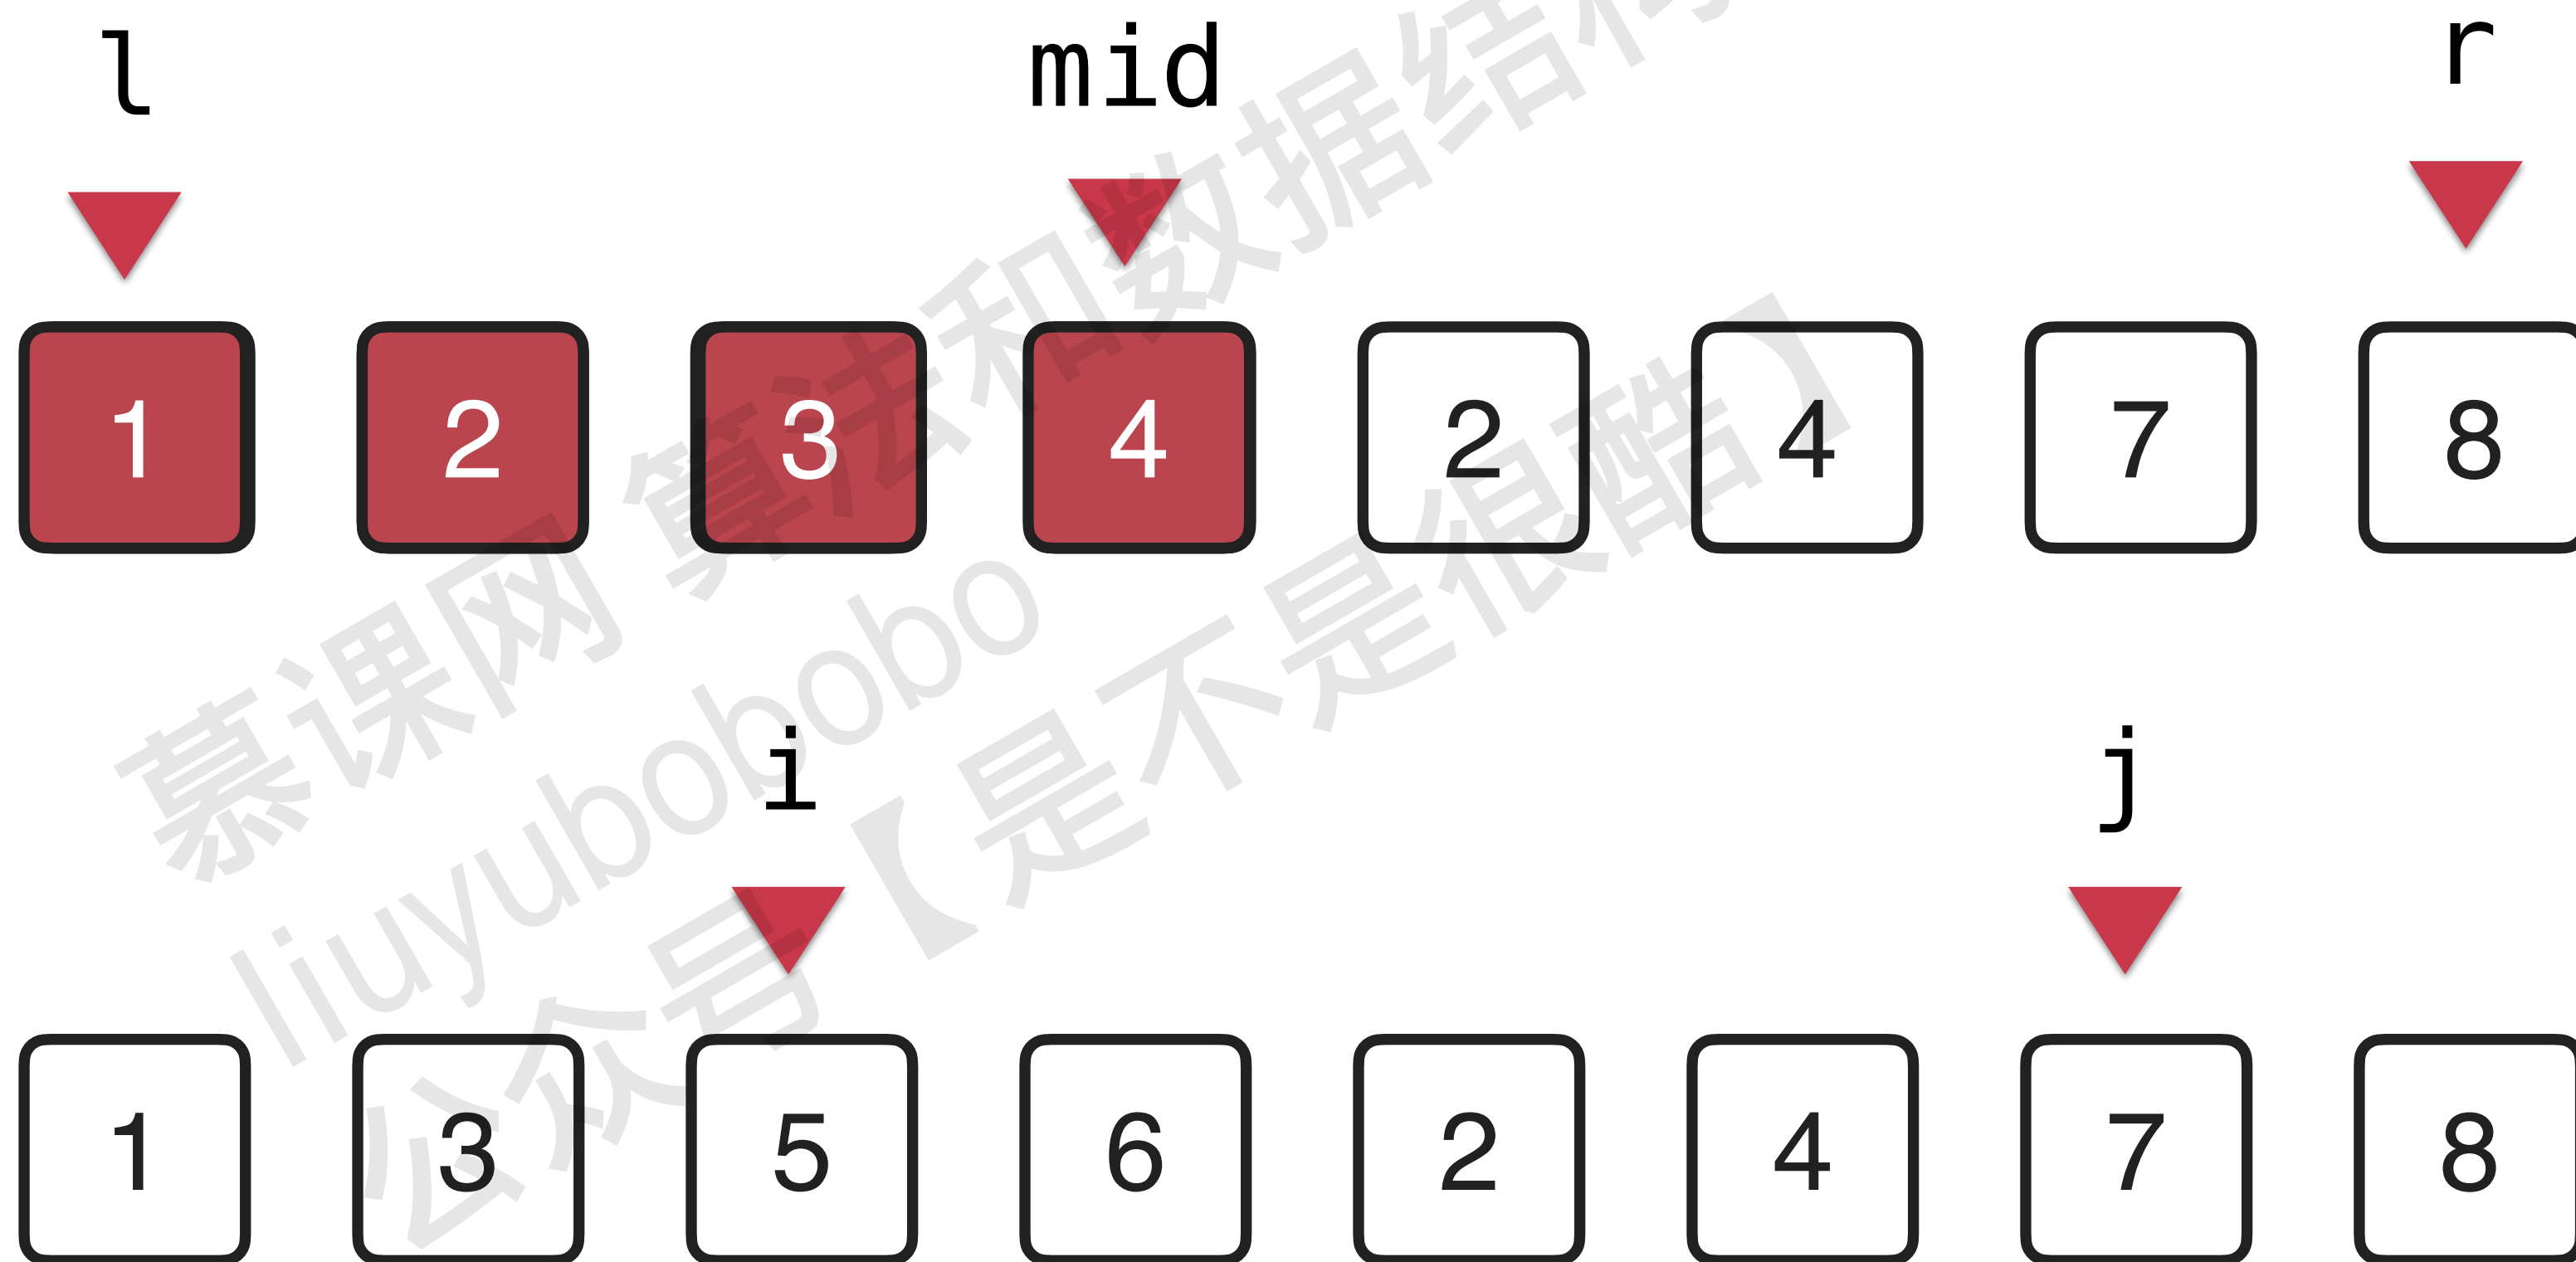 l mid r
1 2 3 4 2 4 7 8
慕课网 算法和数据结构
liuyubobobo
公众号【是不是很酷】
i j
1 3 5 6 2 4 7 8